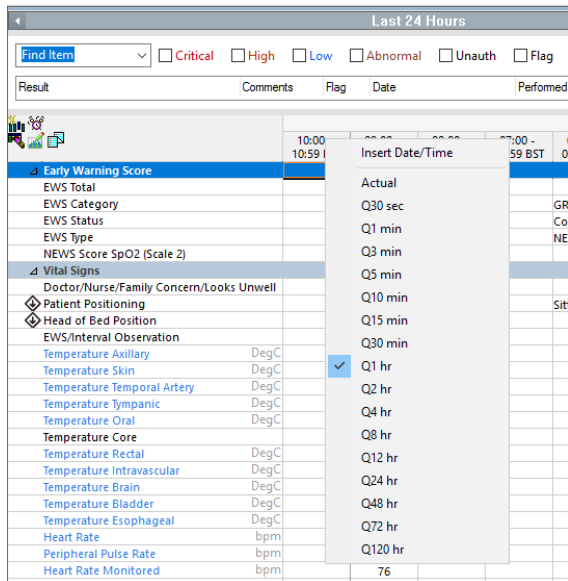 Last 24 Hours
Find Item Critical High Low Abnormal Unauth Flag
Result Comments Flag Date Performed
10:00
10:59
07:00 -
59 BST
Insert Date/Time
Actual
Q30 sec
Q1 min
Q3 min
Q5 min
Q10 min
Q15 min
Q30 min
Q1 hr
Q2 hr
Q4 hr
Q8 hr
Q12 hr
Q24 hr
Q48 hr
Q72 hr
Q120 hr
Early Warning Score
EWS Total
EWS Category GR
EWS Status Co
EWS Type NE
NEWS Score SpO2 (Scale 2)
Vital Signs
Doctor/Nurse/Family Concern/Looks Unwell
Patient Positioning Sit
Head of Bed Position
EWS/Interval Observation
Temperature Axillary DegC
Temperature Skin DegC
Temperature Temporal Artery DegC
Temperature Tympanic DegC
Temperature Oral DegC
Temperature Core
Temperature Rectal DegC
Temperature Intravascular DegC
Temperature Brain DegC
Temperature Bladder DegC
Temperature Esophageal DegC
Heart Rate bpm
Peripheral Pulse Rate bpm
Heart Rate Monitored bpm 76